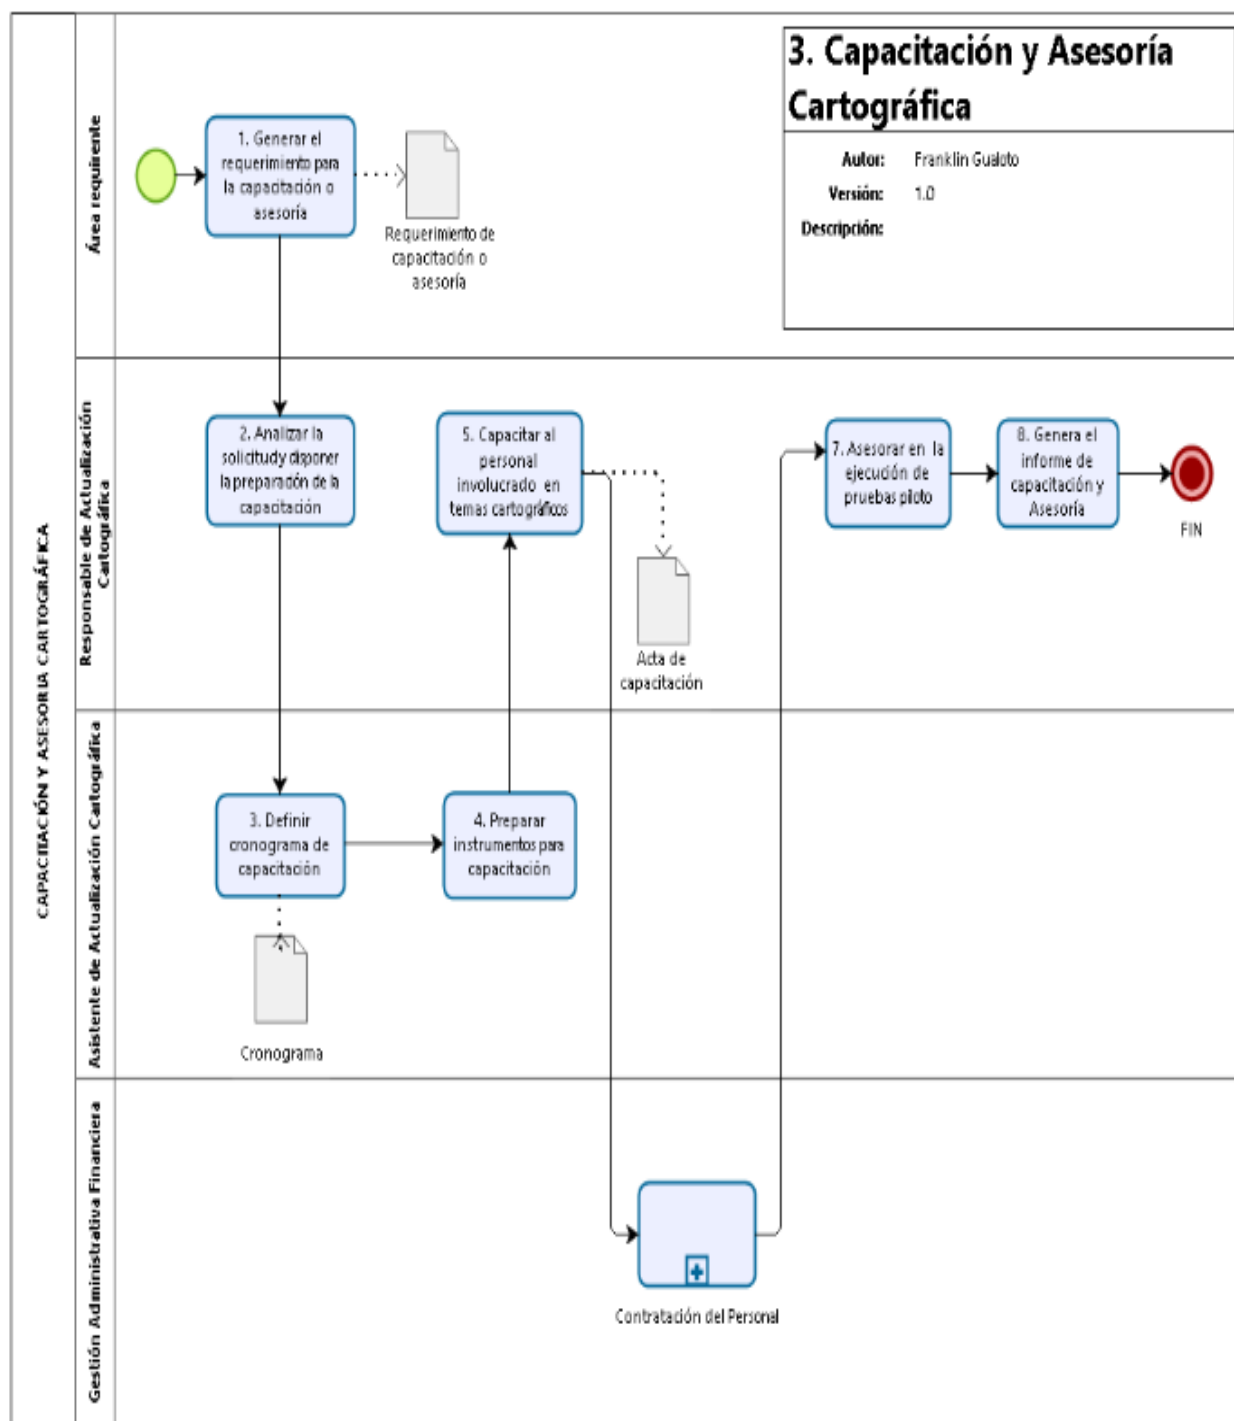 3. Capacitación y Asesoría
Cartográfica
Autor: Franklin Gualoto
Versión: 1.0
Descripción:
CAPACITACIÓN Y ASESORIA CARTOGRÁFICA
Área requirente
1. Generar el
requerimiento para
la capacitación o
asesoría
Requerimiento de
capacitación o
asesoría
Responsable de Actualización
Cartográfica
2. Analizar la
solicitudy disponer
la preparación de la
capacitación
5. Capacitar al
personal
involucrado en
temas cartográficos
Acta de
capacitación
7. Asesorar en la
ejecución de
pruebas piloto
8. Genera el
informe de
capacitación y
Asesoría
FIN
Asistente de Actualización Cartográfica
3. Definir
cronograma de
capacitación
4. Preparar
instrumentos para
capacitación
Cronograma
Gestión Administrativa Financiera
Contratación del Personal